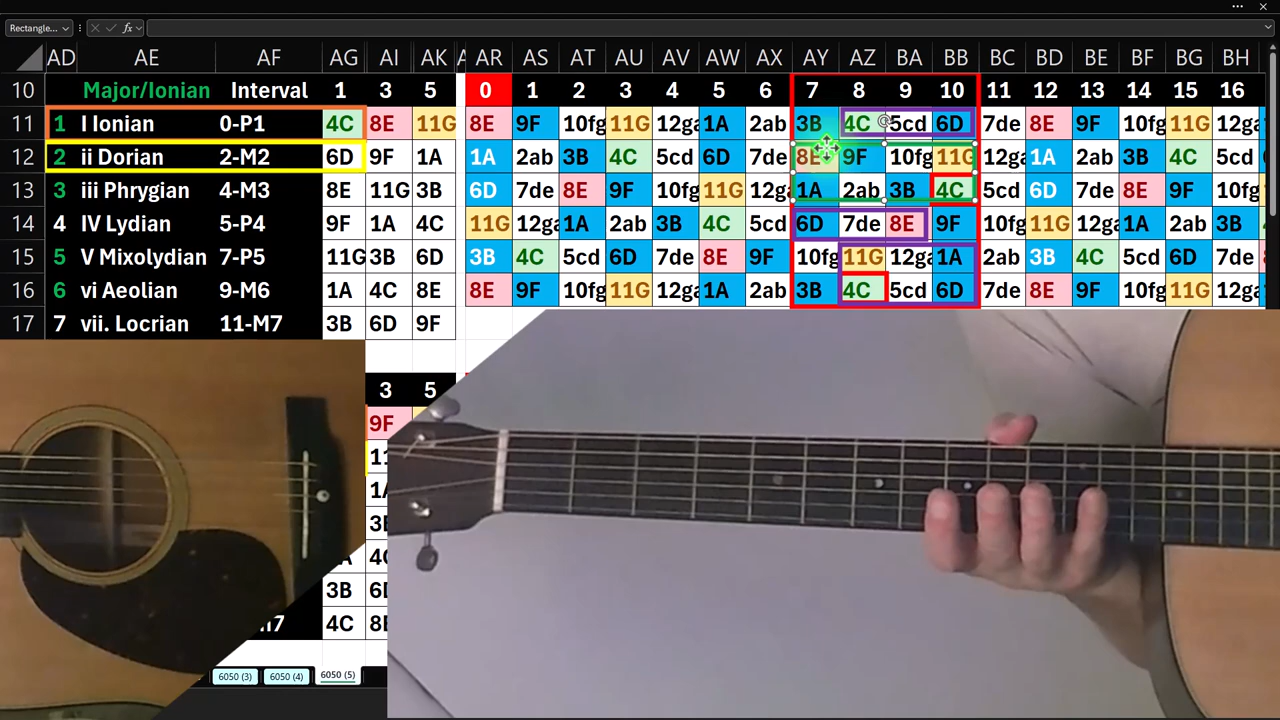 Rectangle... fx
AD AE AF AG AI AK AR AS AT AU AV AW AX AY AZ BA BB BC BD BE BF BG BH
10 Major/Ionian Interval 1 3 5 0 1 2 3 4 5 6 7 8 9 10 11 12 13 14 15 16
11 1 I Ionian 0-P1 4C 8E 11G 8E 9F 10fg 11G 12ga 1A 2ab 3B 4C 5cd 6D 7de 8E 9F 10fg 11G 12ga
12 2 ii Dorian 2-M2 6D 9F 1A 1A 2ab 3B 4C 5cd 6D 7de 8E 9F 10fg 11G 12ga 1A 2ab 3B 4C 5cd
13 3 iii Phrygian 4-M3 8E 11G 3B 6D 7de 8E 9F 10fg 11G 12ga 1A 2ab 3B 4C 5cd 6D 7de 8E 9F 10fg
14 4 IV Lydian 5-P4 9F 1A 4C 11G 12ga 1A 2ab 3B 4C 5cd 6D 7de 8E 9F 10fg 11G 12ga 1A 2ab 3B
15 5 V Mixolydian 7-P5 11G 3B 6D 3B 4C 5cd 6D 7de 8E 9F 10fg 11G 12ga 1A 2ab 3B 4C 5cd 6D 7de
16 6 vi Aeolian 9-M6 1A 4C 8E 8E 9F 10fg 11G 12ga 1A 2ab 3B 4C 5cd 6D 7de 8E 9F 10fg 11G 12ga
17 7 vii. Locrian 11-M7 3B 6D 9F
3 5
9F
11
1A
3B
4C
3B 6D
4C 8E
6050 (3) 6050 (4) 6050 (5)